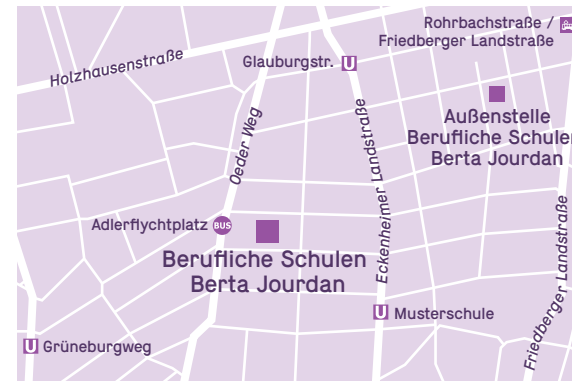 Rohrbachstraße /
Friedberger Landstraße
Holzhausenstraße
Glauburgstr. U
Außenstelle
Berufliche Schulen
Berta Jourdan
Oeder Weg
Eckenheimer Landstraße
Adlerflychtplatz BUS
Berufliche Schulen
Berta Jourdan
Friedberger Landstraße
U Musterschule
U Grüneburgweg